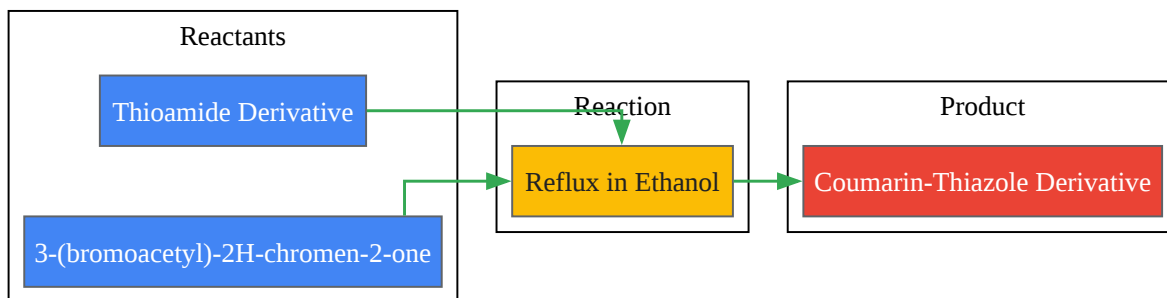 Reactants
Thioamide Derivative
3-(bromoacetyl)-2H-chromen-2-one
Reaction
Reflux in Ethanol
Product
Coumarin-Thiazole Derivative